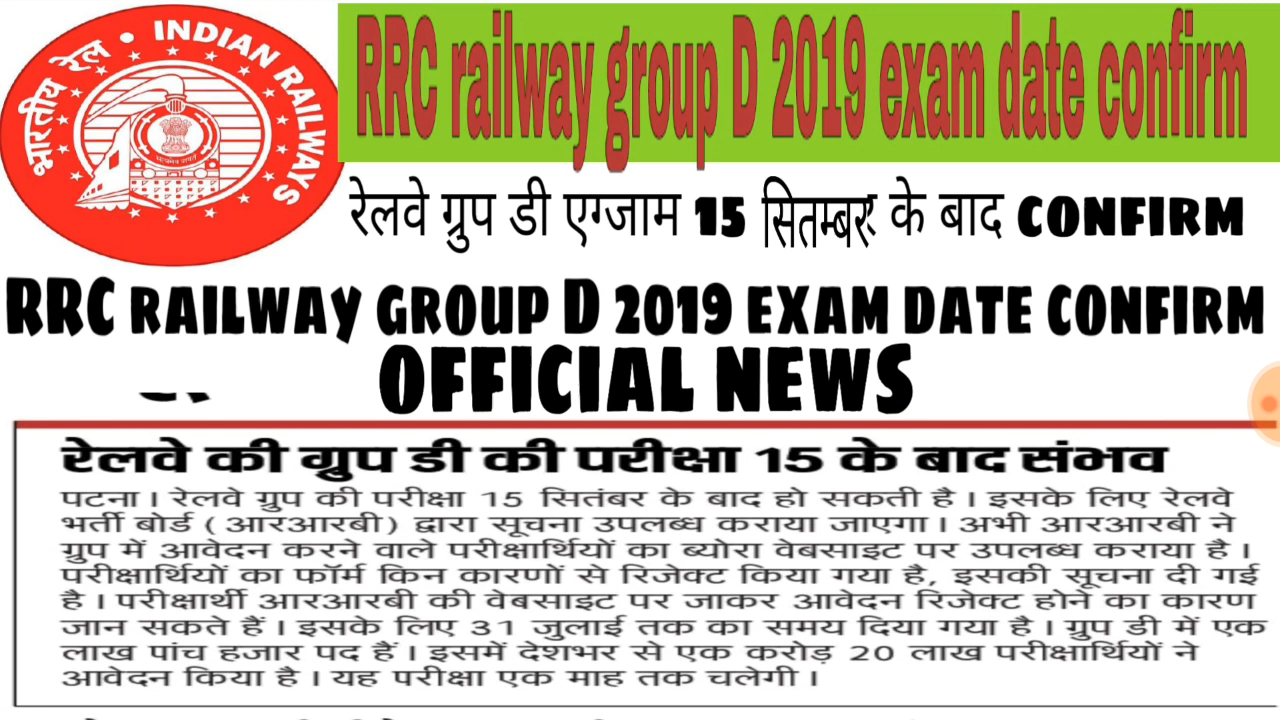 भारतीय रेल • INDIAN RAILWAYS
RRC railway group D 2019 exam date confirm
रेलवे ग्रुप डी एग्जाम 15 सितम्बर के बाद CONFIRM
RRC RAILWAY GROUP D 2019 EXAM DATE CONFIRM
OFFICIAL NEWS
रेलवे की ग्रुप डी की परीक्षा 15 के बाद संभव
पटना। रेलवे ग्रुप की परीक्षा 15 सितंबर के बाद हो सकती है। इसके लिए रेलवे
भर्ती बोर्ड (आरआरबी) द्वारा सूचना उपलब्ध कराया जाएगा। अभी आरआरबी ने
ग्रुप में आवेदन करने वाले परीक्षार्थियों का ब्योरा वेबसाइट पर उपलब्ध कराया है।
परीक्षार्थियों का फॉर्म किन कारणों से रिजेक्ट किया गया है, इसकी सूचना दी गई
है। परीक्षार्थी आरआरबी की वेबसाइट पर जाकर आवेदन रिजेक्ट होने का कारण
जान सकते हैं। इसके लिए 31 जुलाई तक का समय दिया गया है। ग्रुप डी में एक
लाख पांच हजार पद हैं। इसमें देशभर से एक करोड़ 20 लाख परीक्षार्थियों ने
आवेदन किया है। यह परीक्षा एक माह तक चलेगी।